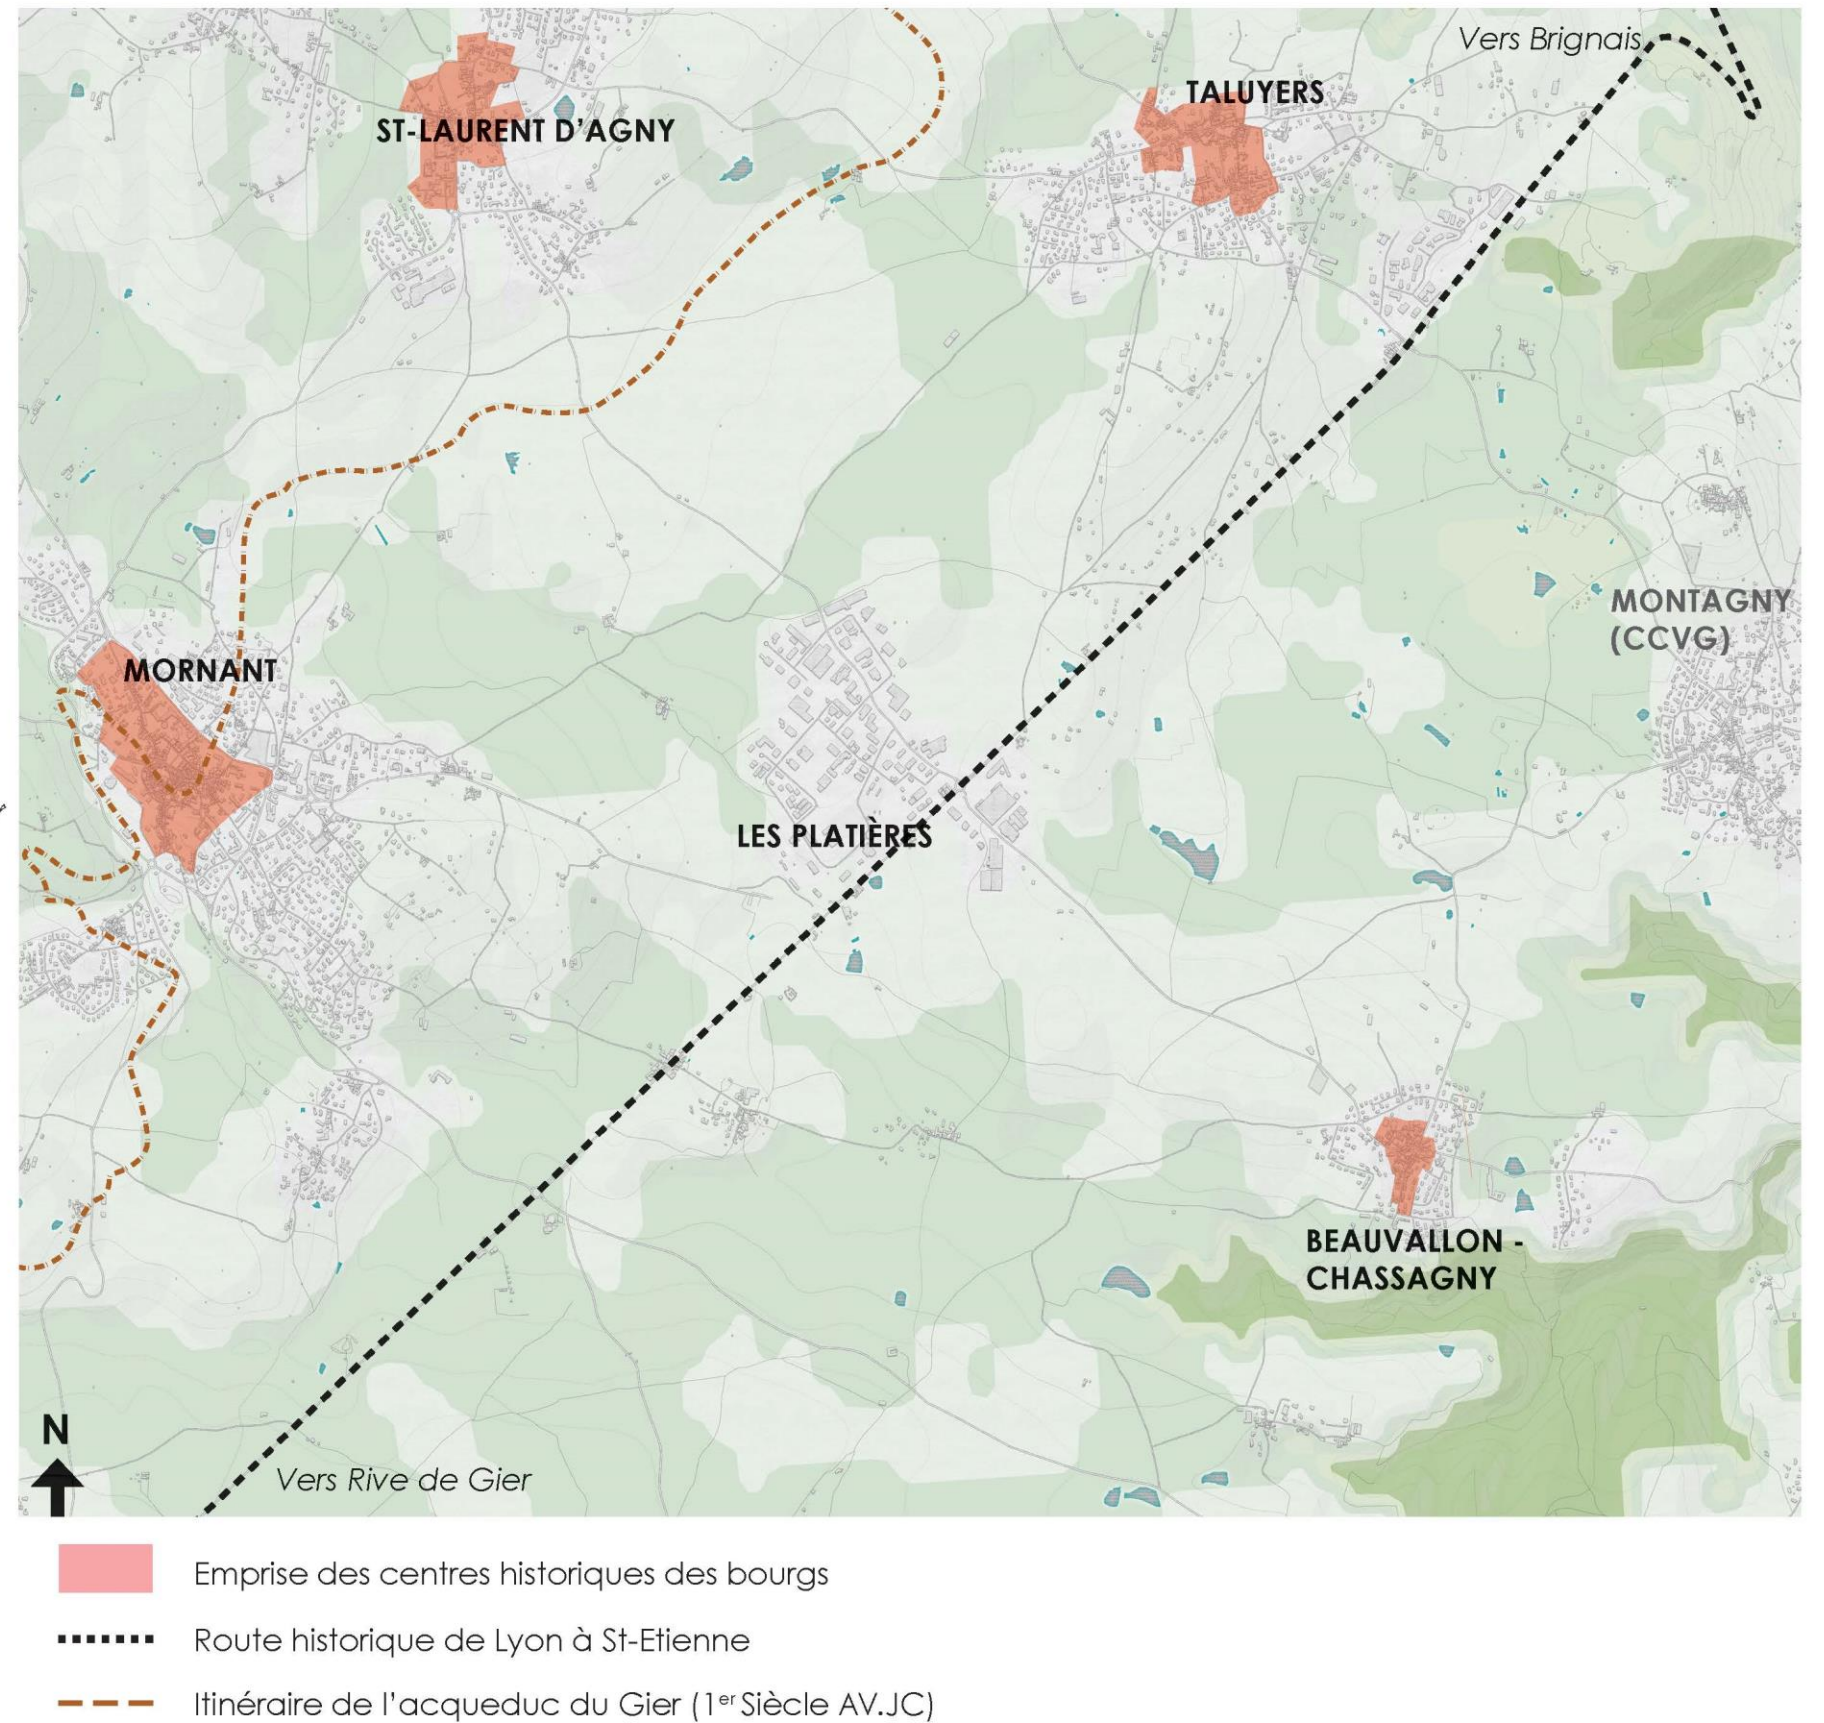 Vers Brignais
TALUYERS
ST-LAURENT D'AGNY
MONTAGNY
(CCVG)
MORNANT
LES PLATIÈRES
BEAUVALLON -
CHASSAGNY
N
Vers Rive de Gier
Emprise des centres historiques des bourgs
Route historique de Lyon à St-Etienne
Itinéraire de l'acqueduc du Gier (1er Siècle AV.JC)